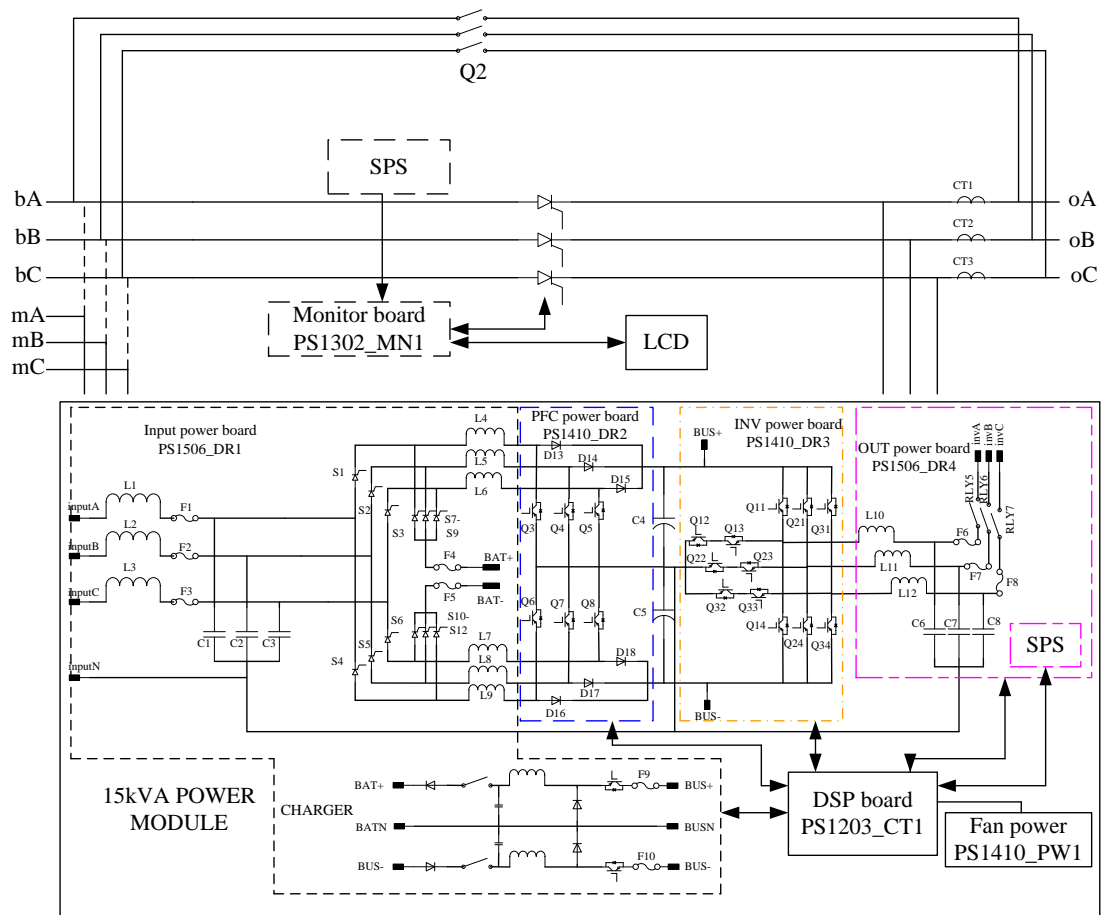 Q2
SPS
bA
CT1
oA
bB
CT2
oB
bC
CT3
oC
mA
mB
mC
Monitor board
PS1302_MN1
LCD
Input power board
PS1506_DR1
L4
L5
L6
PFC power board
PS1410_DR2
D13
D14
D15
BUS+
INV power board
PS1410_DR3
OUT power board
PS1506_DR4
invA
invB
invC
RLY5
RLY6
RLY7
S1
S2
S3
S7-
S9
L1
L2
L3
inputA
inputB
inputC
inputN
F1
F2
F3
F4
F5
BAT+
BAT-
Q3
Q4
Q5
C4
Q12
Q13
Q11
Q21
Q31
L10
F6
Q22
Q23
L11
F7
F8
Q32
Q33
L12
C1
C2
C3
S4
S5
S6
S10-
S12
Q6
Q7
Q8
C5
Q14
Q24
Q34
C6
C7
C8
SPS
L7
L8
L9
D18
D17
D16
BUS-
15kVA POWER
MODULE
CHARGER
BAT+
F9
BUS+
BATN
BUSN
BUS-
F10
BUS-
DSP board
PS1203_CT1
Fan power
PS1410_PW1